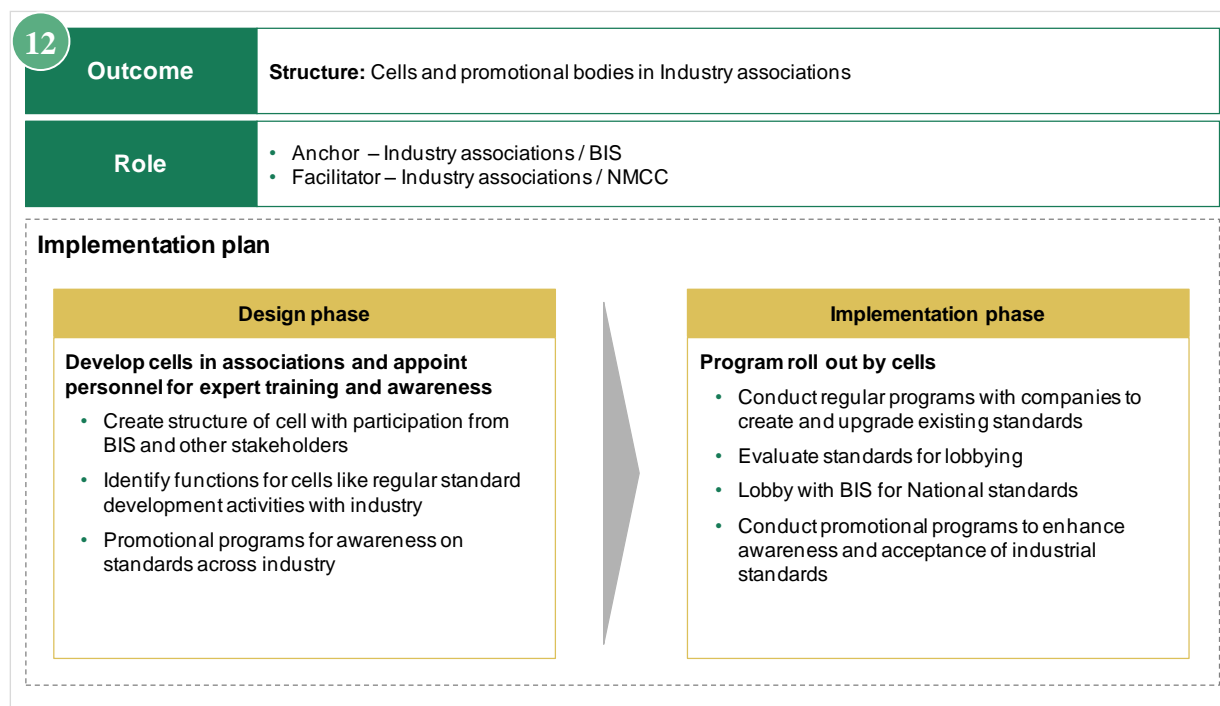 12
Outcome
Structure: Cells and promotional bodies in Industry associations
Role
• Anchor – Industry associations / BIS
• Facilitator – Industry associations / NMCC
Implementation plan
Design phase
Develop cells in associations and appoint
personnel for expert training and awareness
• Create structure of cell with participation from
BIS and other stakeholders
• Identify functions for cells like regular standard
development activities with industry
• Promotional programs for awareness on
standards across industry
Implementation phase
Program roll out by cells
• Conduct regular programs with companies to
create and upgrade existing standards
• Evaluate standards for lobbying
• Lobby with BIS for National standards
• Conduct promotional programs to enhance
awareness and acceptance of industrial
standards